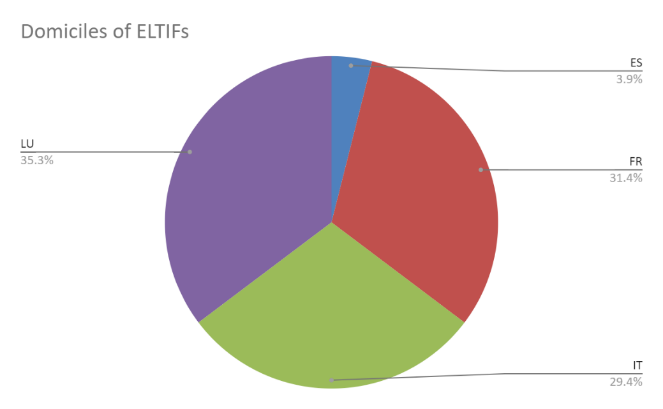 Domiciles of ELTIFs
ES
3.9%
LU
35.3%
FR
31.4%
IT
29.4%